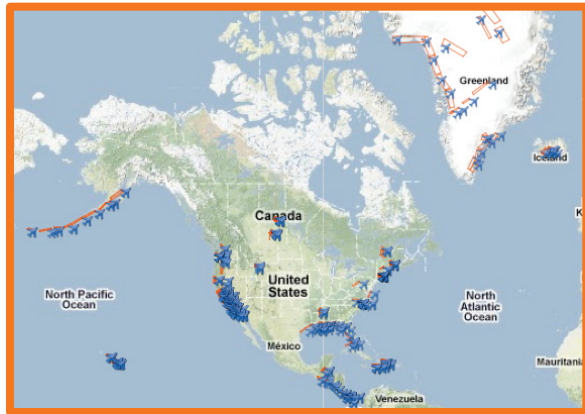 Greenland
Iceland
Canada
K
United
States
North Pacific
Ocean
North
Atlantic
Ocean
México
Mauritania
Venezuela